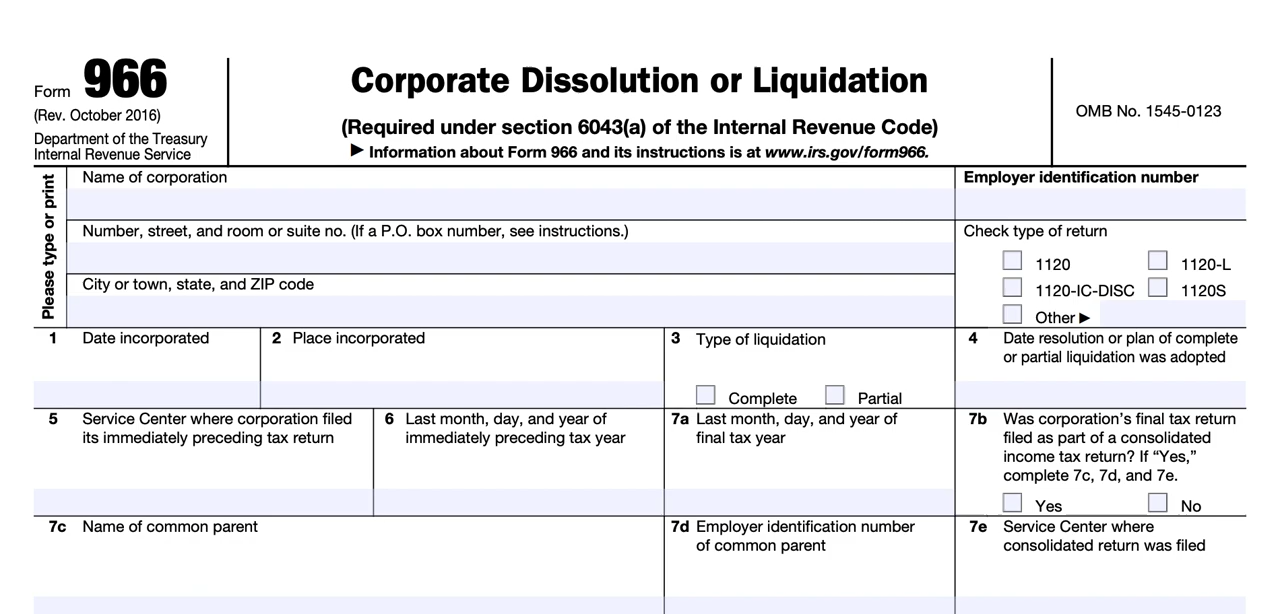 Form 966
(Rev. October 2016)
Department of the Treasury
Internal Revenue Service
Corporate Dissolution or Liquidation
(Required under section 6043(a) of the Internal Revenue Code)
▶ Information about Form 966 and its instructions is at www.irs.gov/form966.
OMB No. 1545-0123
Please type or print
Name of corporation
Employer identification number
Number, street, and room or suite no. (If a P.O. box number, see instructions.)
City or town, state, and ZIP code
Check type of return
1120 1120-L
1120-IC-DISC 1120S
Other ▶
1 Date incorporated
2 Place incorporated
3 Type of liquidation
Complete Partial
4 Date resolution or plan of complete
or partial liquidation was adopted
5 Service Center where corporation filed
its immediately preceding tax return
6 Last month, day, and year of
immediately preceding tax year
7a Last month, day, and year of
final tax year
7b Was corporation’s final tax return
filed as part of a consolidated
income tax return? If “Yes,”
complete 7c, 7d, and 7e.
Yes No
7c Name of common parent
7d Employer identification number
of common parent
7e Service Center where
consolidated return was filed